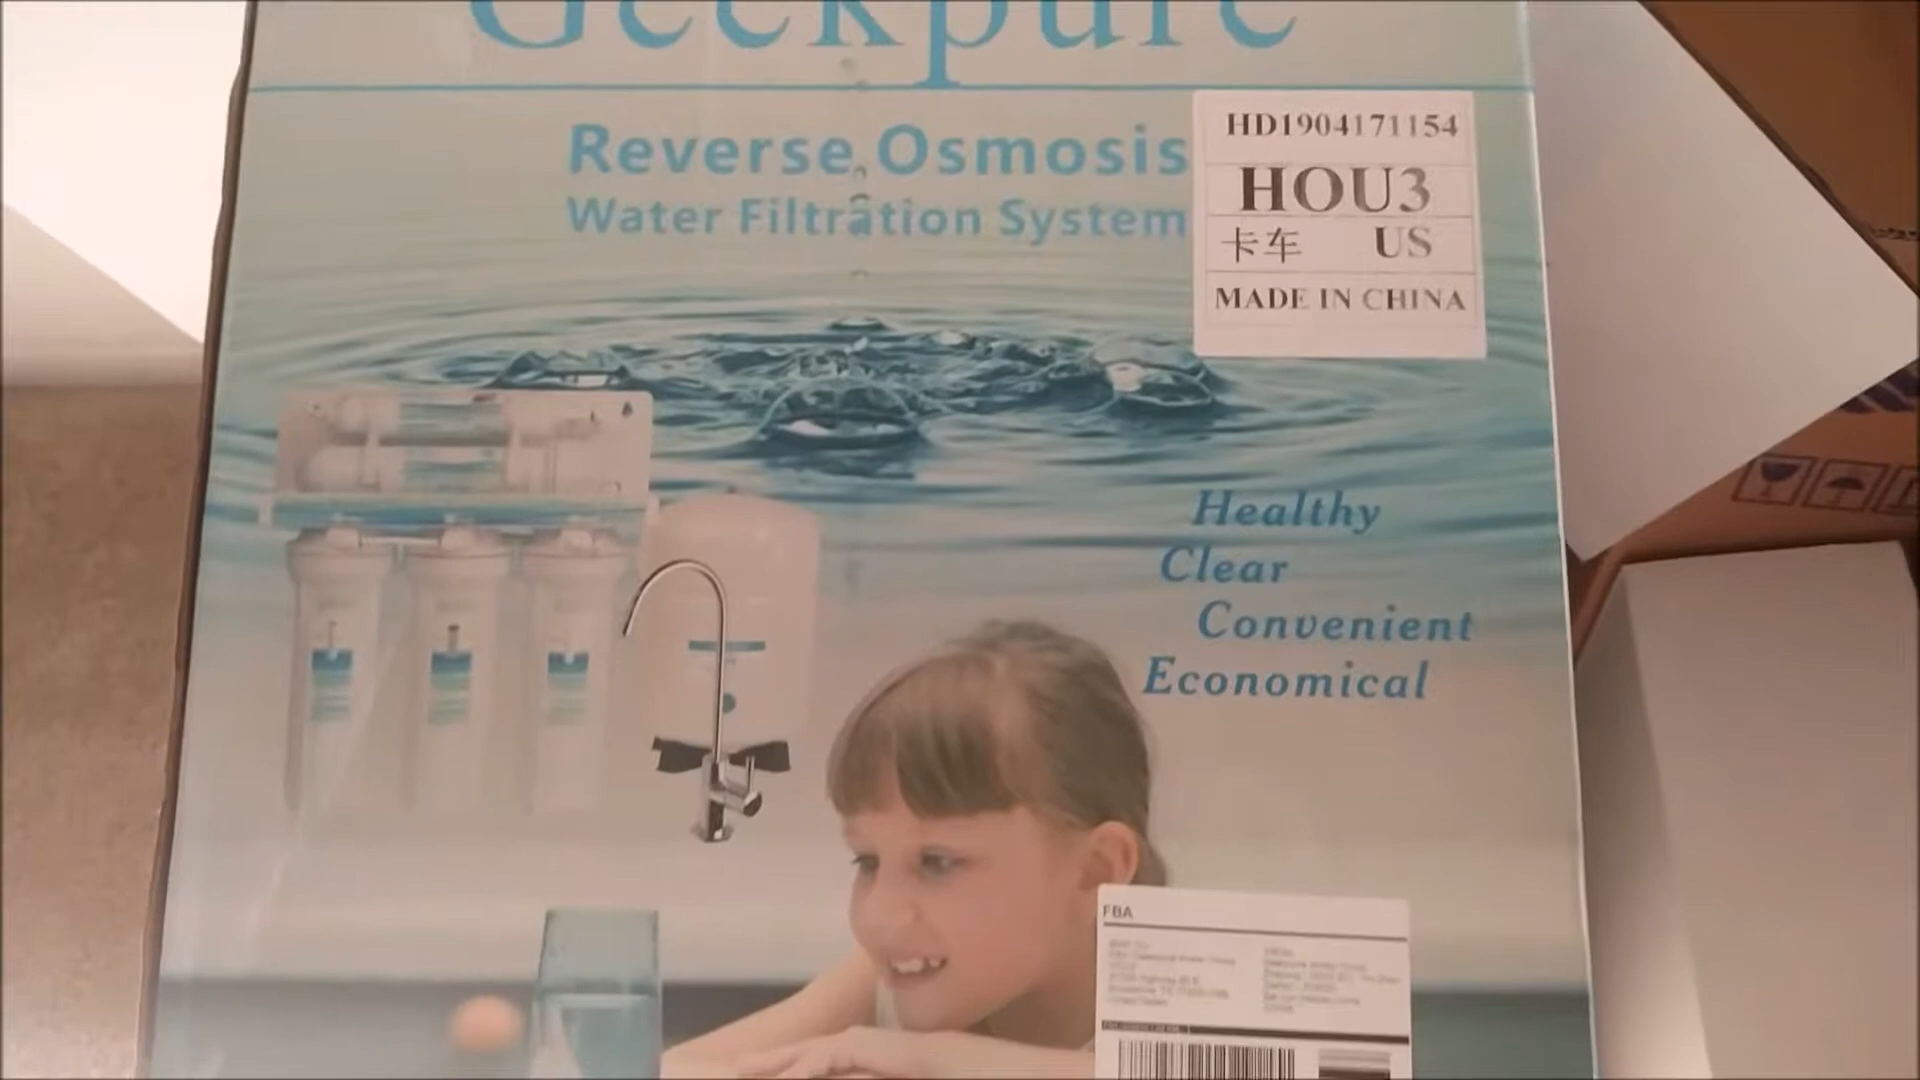 Geekpure
Reverse Osmosis
Water Filtration System
HD1904171154
HOU3
卡车 US
MADE IN CHINA
Healthy
Clear
Convenient
Economical
FBA